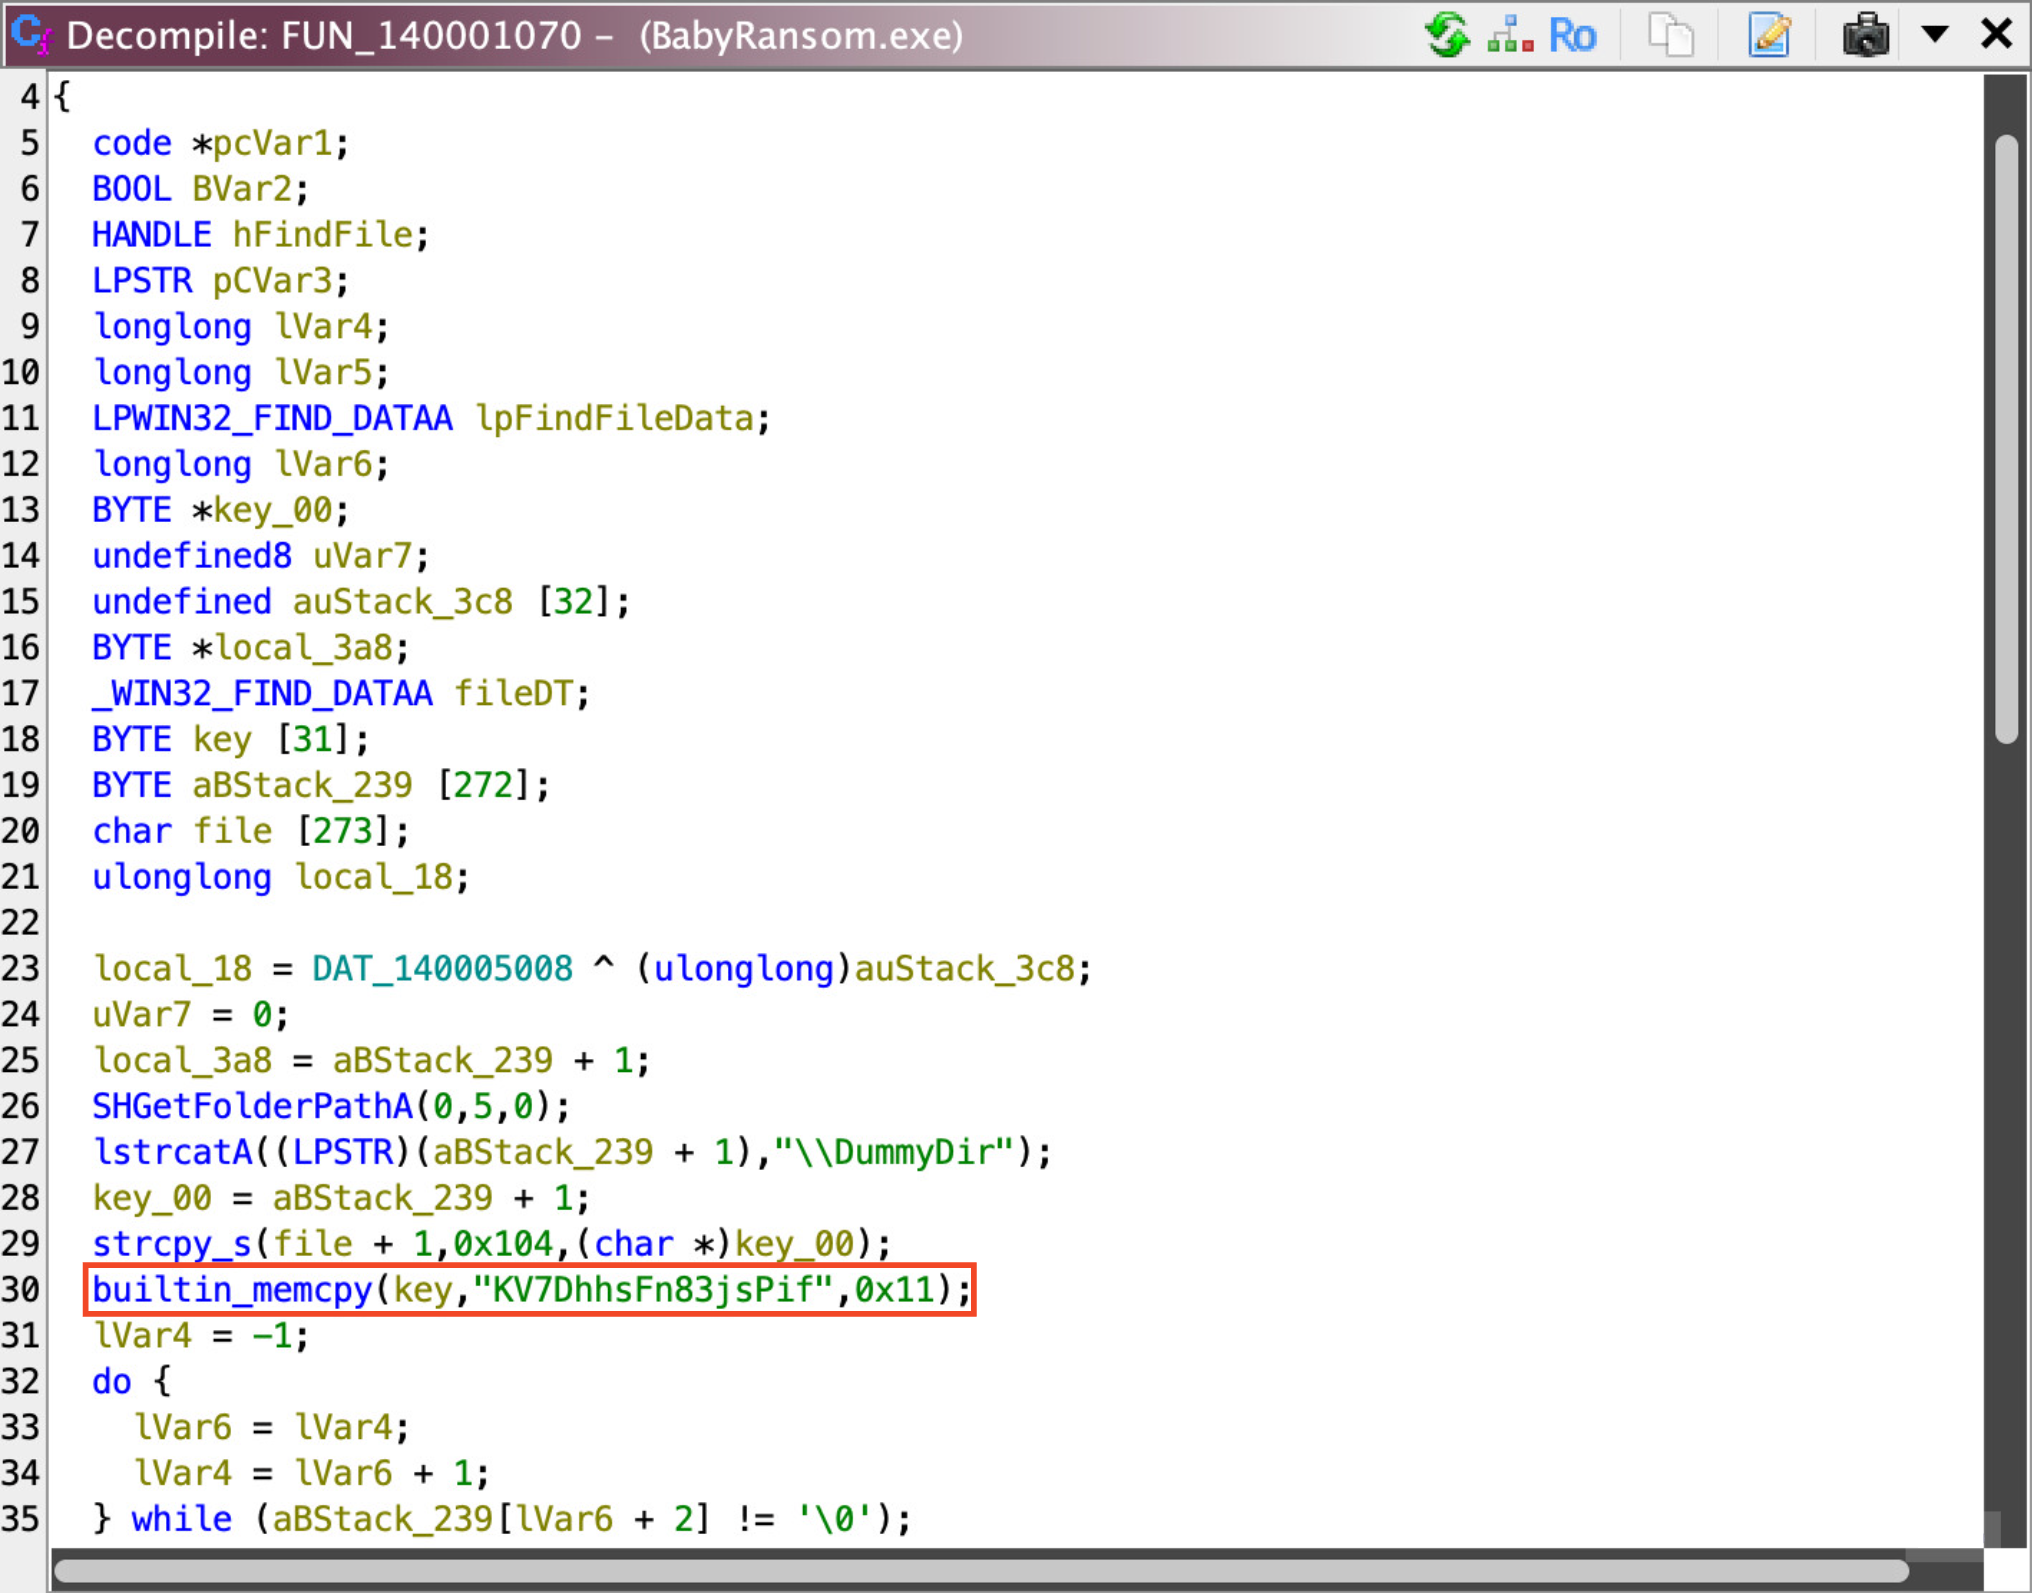 Decompile: FUN_140001070 – (BabyRansom.exe)
Ro
4 {
5 code *pcVar1;
6 BOOL BVar2;
7 HANDLE hFindFile;
8 LPSTR pCVar3;
9 longlong lVar4;
10 longlong lVar5;
11 LPWIN32_FIND_DATAA lpFindFileData;
12 longlong lVar6;
13 BYTE *key_00;
14 undefined8 uVar7;
15 undefined auStack_3c8 [32];
16 BYTE *local_3a8;
17 _WIN32_FIND_DATAA fileDT;
18 BYTE key [31];
19 BYTE aBStack_239 [272];
20 char file [273];
21 ulonglong local_18;
22
23 local_18 = DAT_140005008 ^ (ulonglong)auStack_3c8;
24 uVar7 = 0;
25 local_3a8 = aBStack_239 + 1;
26 SHGetFolderPathA(0,5,0);
27 lstrcatA((LPSTR)(aBStack_239 + 1),"\\DummyDir");
28 key_00 = aBStack_239 + 1;
29 strcpy_s(file + 1,0x104,(char *)key_00);
30 builtin_memcpy(key,"KV7DhhsFn83jsPif",0x11);
31 lVar4 = -1;
32 do {
33 lVar6 = lVar4;
34 lVar4 = lVar6 + 1;
35 } while (aBStack_239[lVar6 + 2] != '\0');